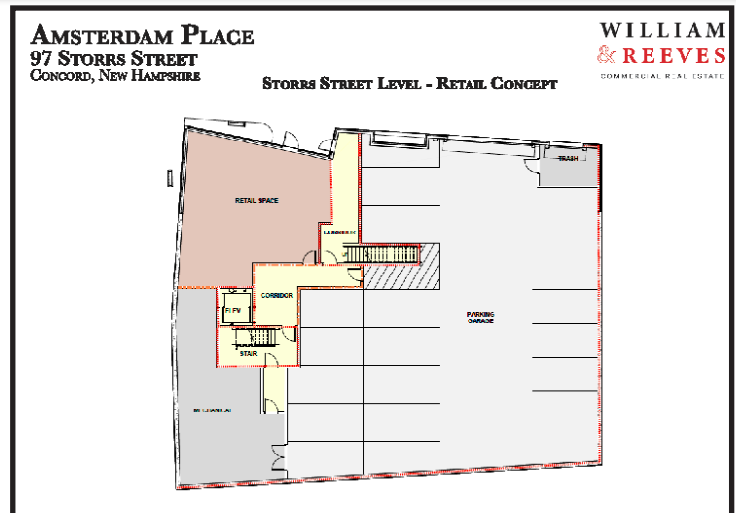 AMSTERDAM PLACE
97 STORRS STREET
CONCORD, NEW HAMPSHIRE
WILLIAM
& REEVES
COMMERCIAL REAL ESTATE
STORRS STREET LEVEL - RETAIL CONCEPT
TRASH
RETAIL SPACE
CORRIDOR
ELEV
PARKING
GARAGE
STAIR
MECHANICAL